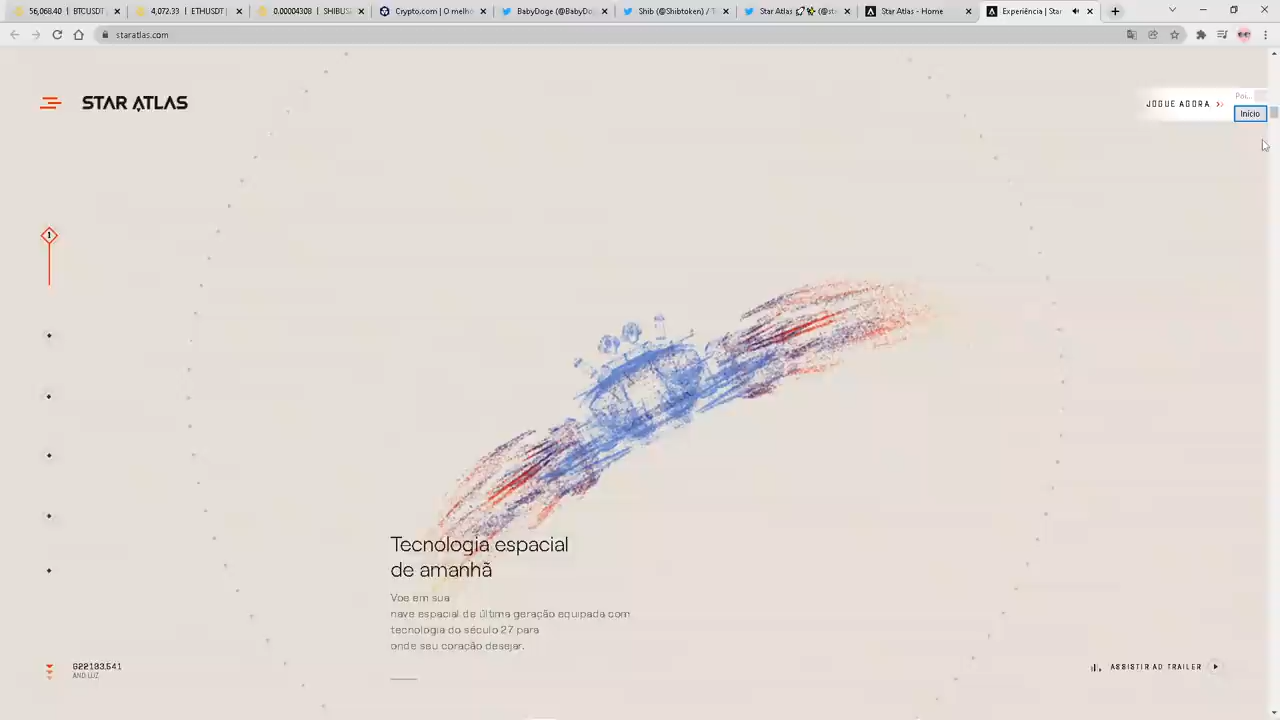 56,068.40 | BTCUSDT
4,072.33 | ETHUSDT |
0.00004308 | SHIBUS
Crypto.com | O melho
BabyDoge (@BabyDo
Shib (@Shibtoken) / T
Star Atlas (@sta
Star Atlas - Home
Experiência | Star
staratlas.com
STAR ATLAS
JOGUE AGORA
Início
1
Tecnologia espacial
de amanhã
Voe em sua
nave espacial de última geração equipada com
tecnologia do século 27 para
onde seu coração desejar.
622183,541
ANO LUZ
ASSISTIR AO TRAILER